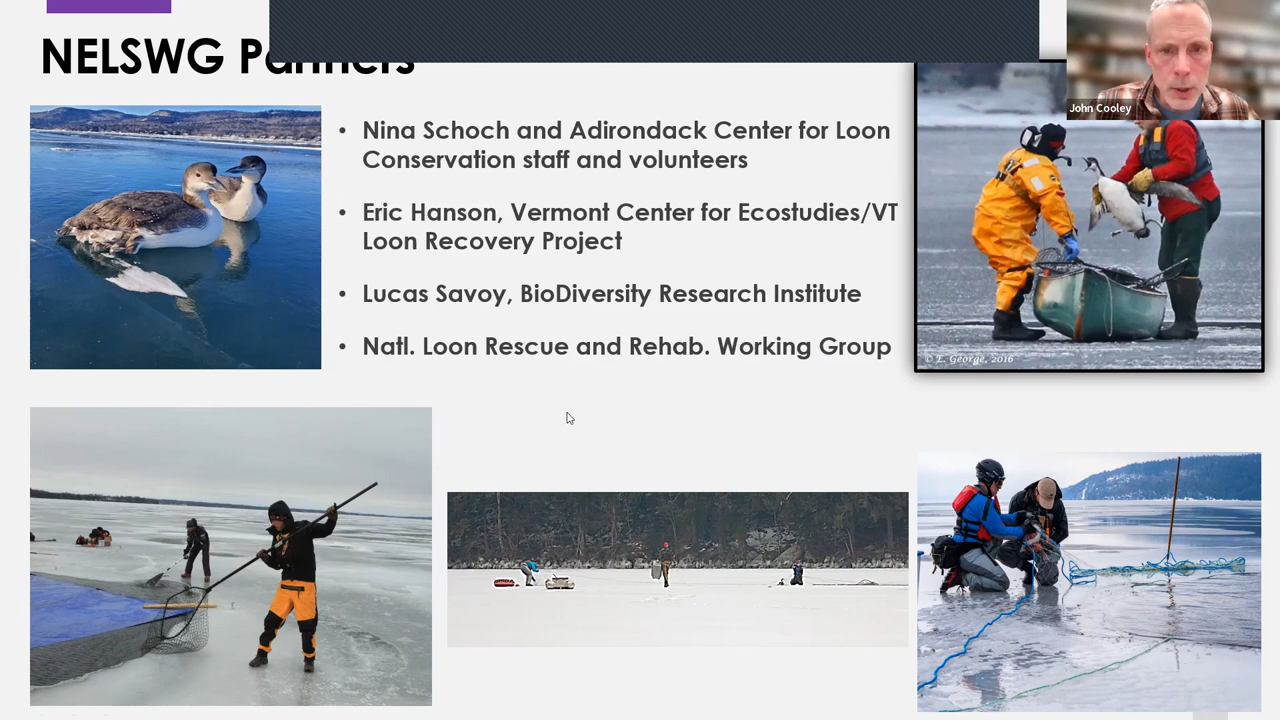 NELSWG Partners
John Cooley
• Nina Schoch and Adirondack Center for Loon
Conservation staff and volunteers
• Eric Hanson, Vermont Center for Ecostudies/VT
Loon Recovery Project
• Lucas Savoy, BioDiversity Research Institute
• Natl. Loon Rescue and Rehab. Working Group
© E. George, 2016